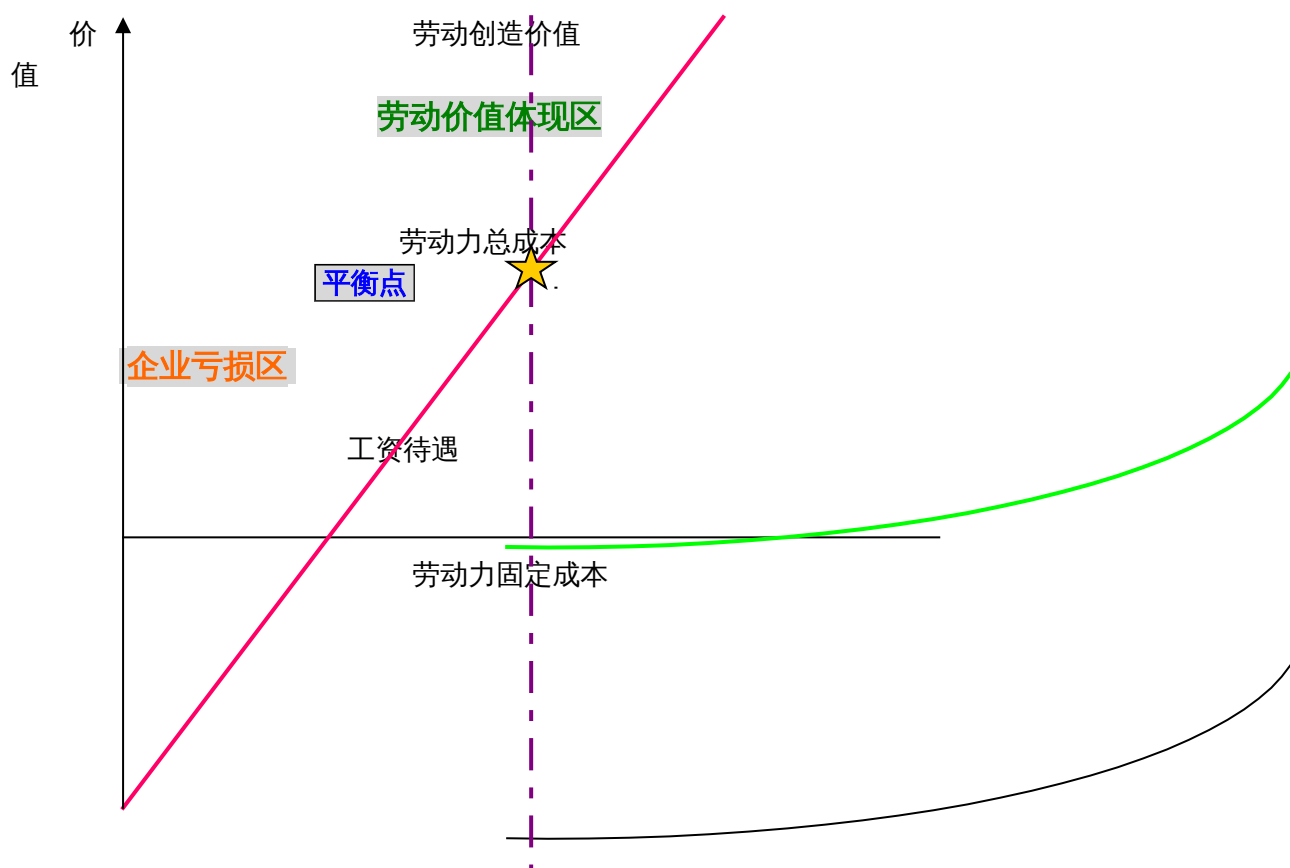 价
值
劳动创造价值
劳动价值体现区
劳动力总成本
平衡点
企业亏损区
工资待遇
劳动力固定成本